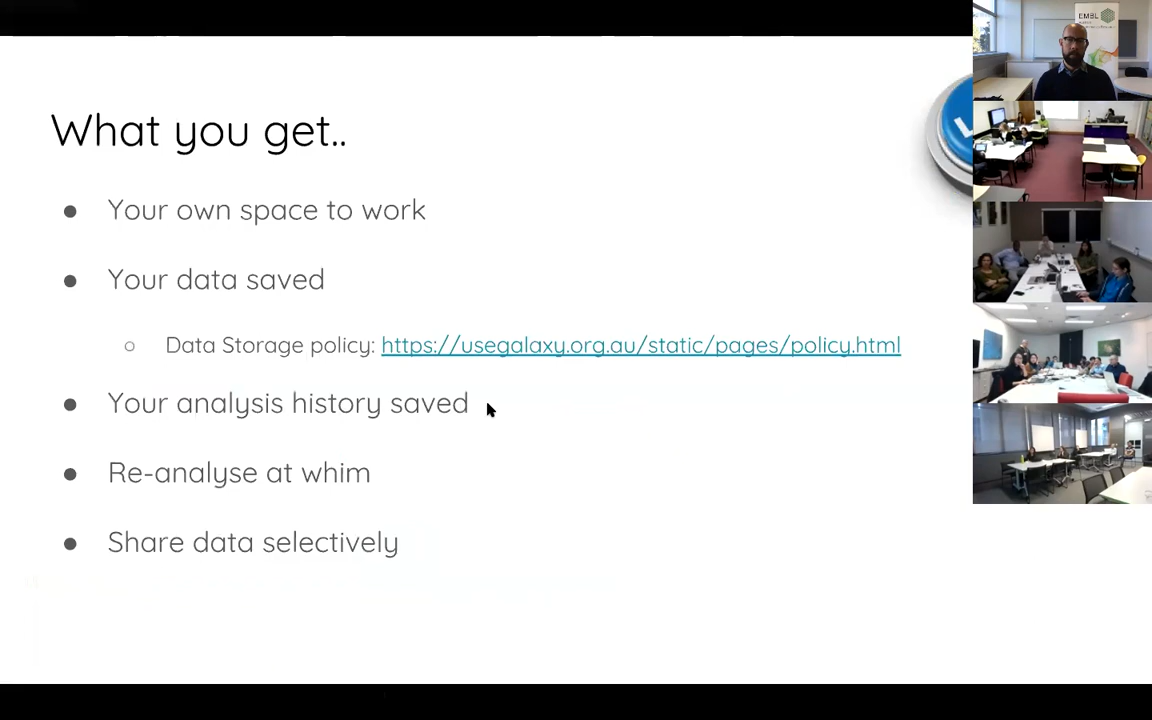 What you get..
● Your own space to work
● Your data saved
○ Data Storage policy: https://usegalaxy.org.au/static/pages/policy.html
● Your analysis history saved
● Re-analyse at whim
● Share data selectively
EMBL